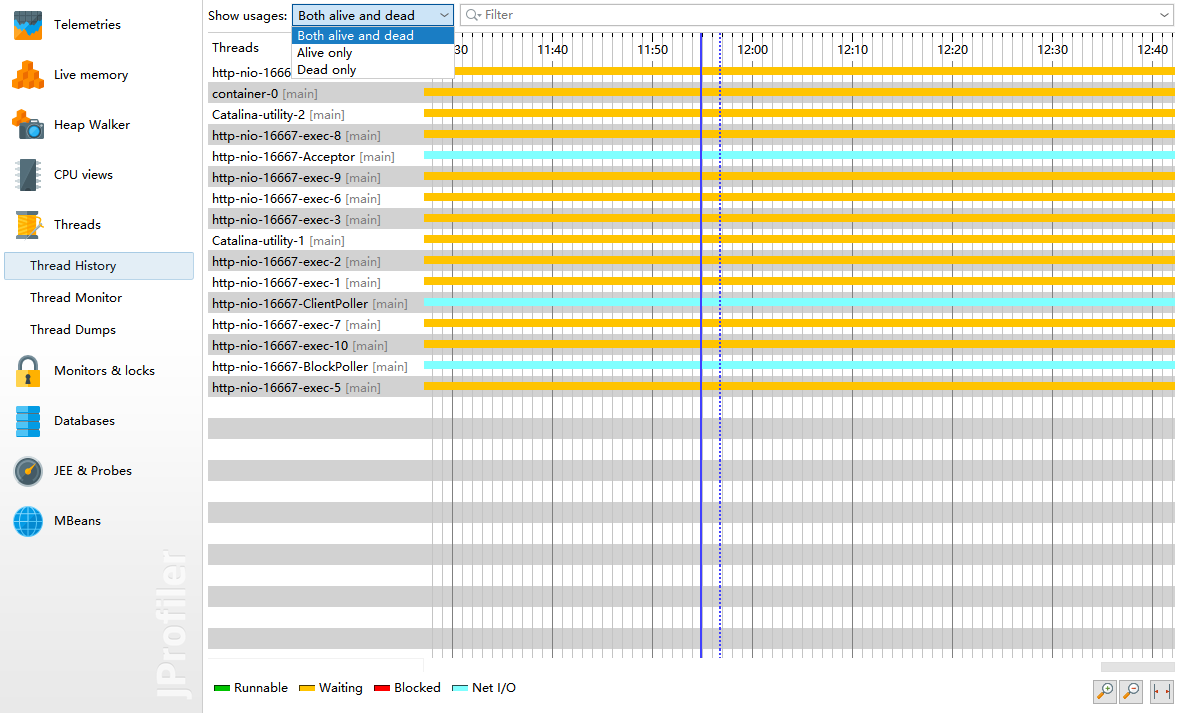 Telemetries
Live memory
Heap Walker
CPU views
Threads
Thread History
Thread Monitor
Thread Dumps
Monitors & locks
Databases
JEE & Probes
MBeans
JProfiler
Show usages: Both alive and dead
Filter
Both alive and dead
Alive only
Dead only
Threads
30 11:40 11:50 12:00 12:10 12:20 12:30 12:40
http-nio-1666
container-0 [main]
Catalina-utility-2 [main]
http-nio-16667-exec-8 [main]
http-nio-16667-Acceptor [main]
http-nio-16667-exec-9 [main]
http-nio-16667-exec-6 [main]
http-nio-16667-exec-3 [main]
Catalina-utility-1 [main]
http-nio-16667-exec-2 [main]
http-nio-16667-exec-1 [main]
http-nio-16667-ClientPoller [main]
http-nio-16667-exec-7 [main]
http-nio-16667-exec-10 [main]
http-nio-16667-BlockPoller [main]
http-nio-16667-exec-5 [main]
Runnable Waiting Blocked Net I/O